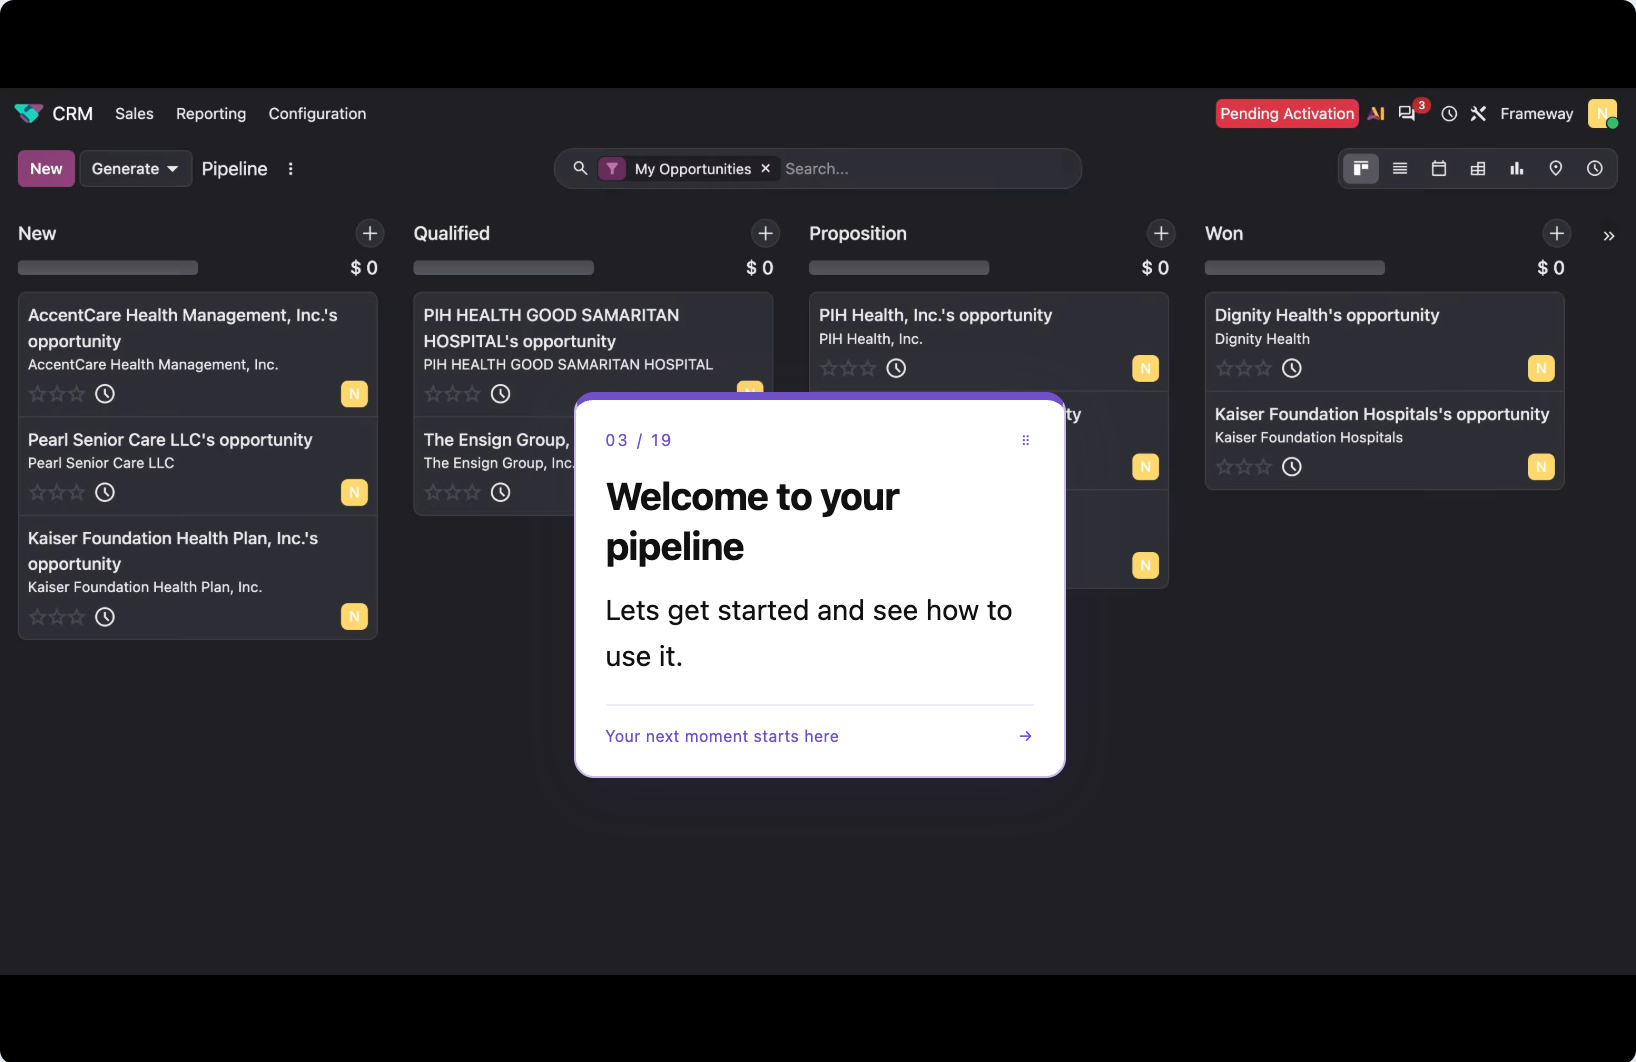 CRM Sales Reporting Configuration
Pending Activation AI 3 Frameway N
New Generate Pipeline
My Opportunities × Search...
New
$ 0
AccentCare Health Management, Inc.'s
opportunity
AccentCare Health Management, Inc.
N
Pearl Senior Care LLC's opportunity
Pearl Senior Care LLC
N
Kaiser Foundation Health Plan, Inc.'s
opportunity
Kaiser Foundation Health Plan, Inc.
N
Qualified
$ 0
PIH HEALTH GOOD SAMARITAN
HOSPITAL's opportunity
PIH HEALTH GOOD SAMARITAN HOSPITAL
The Ensign Group,
The Ensign Group, Inc.
Proposition
$ 0
PIH Health, Inc.'s opportunity
PIH Health, Inc.
N
ty
N
N
Won
$ 0
Dignity Health's opportunity
Dignity Health
N
Kaiser Foundation Hospitals's opportunity
Kaiser Foundation Hospitals
N
03 / 19
Welcome to your
pipeline
Lets get started and see how to
use it.
Your next moment starts here